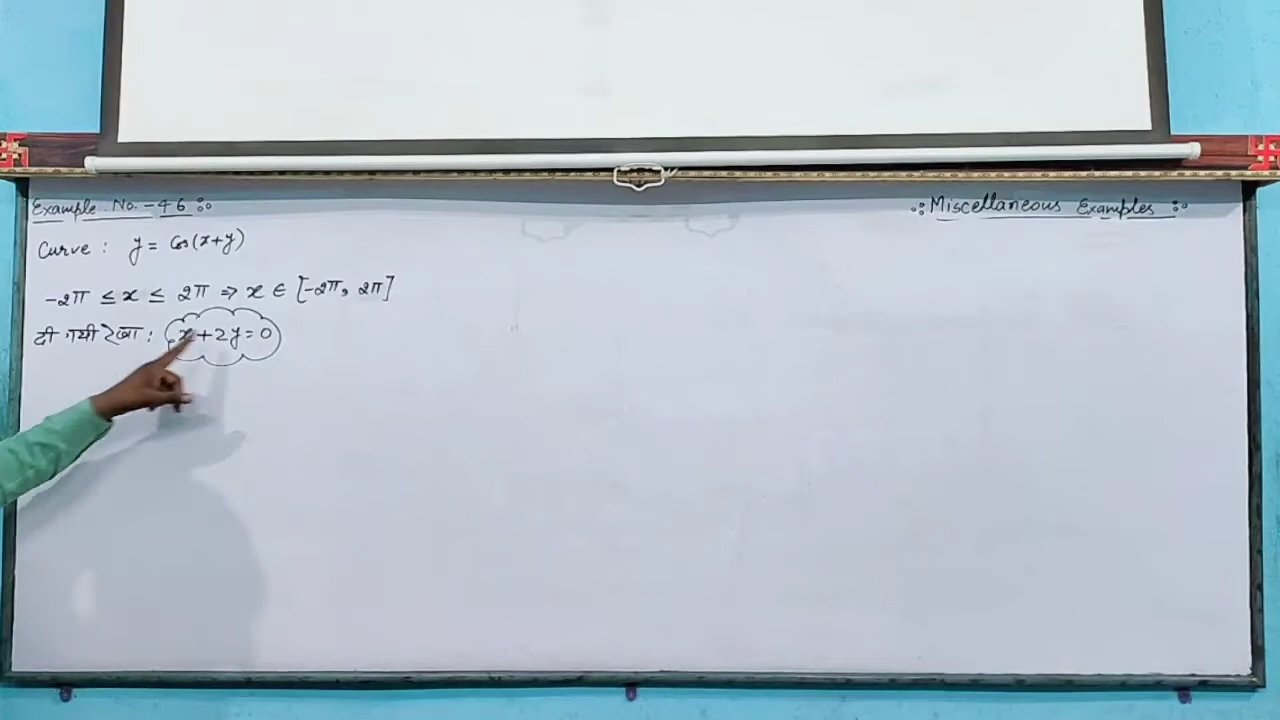 Example No.-46 :.
∴ Miscellaneous Examples :.
Curve : y = Cos(x+y)
-2π ≤ x ≤ 2π ⇒ x ∈ [-2π, 2π]
दी गयी रेखा : x+2y=0